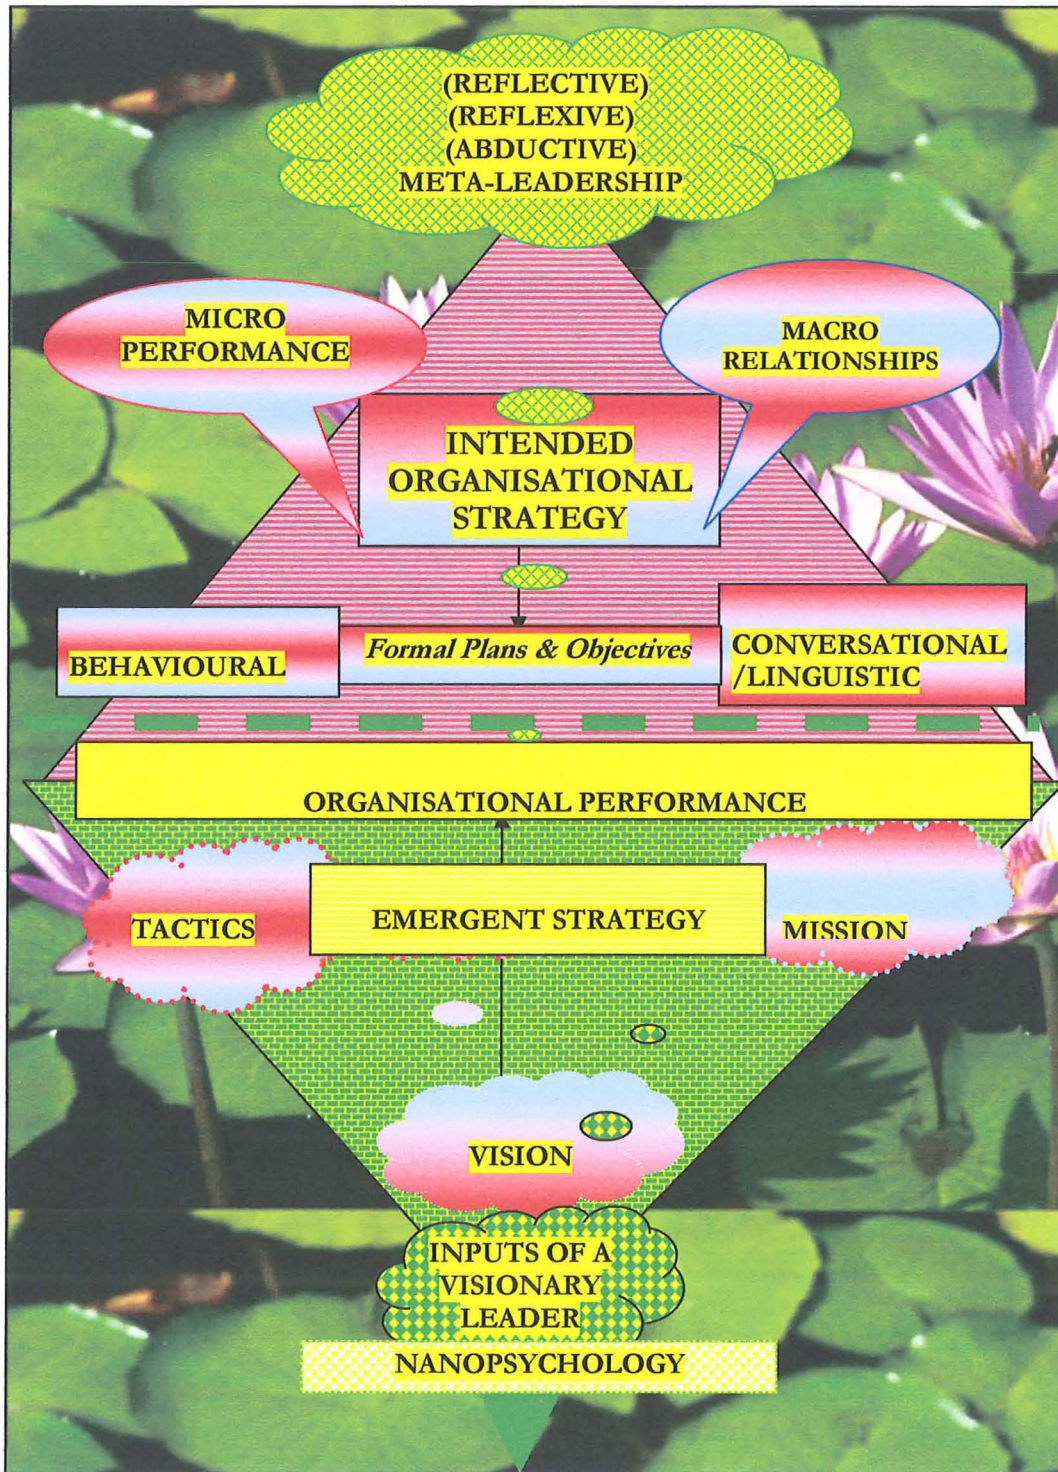 (REFLECTIVE)
(REFLEXIVE)
(ABDUCTIVE)
META-LEADERSHIP
MICRO
PERFORMANCE
MACRO
RELATIONSHIPS
INTENDED
ORGANISATIONAL
STRATEGY
BEHAVIOURAL
Formal Plans & Objectives
CONVERSATIONAL
/LINGUISTIC
ORGANISATIONAL PERFORMANCE
TACTICS
EMERGENT STRATEGY
MISSION
VISION
INPUTS OF A
VISIONARY
LEADER
NANOPSYCHOLOGY